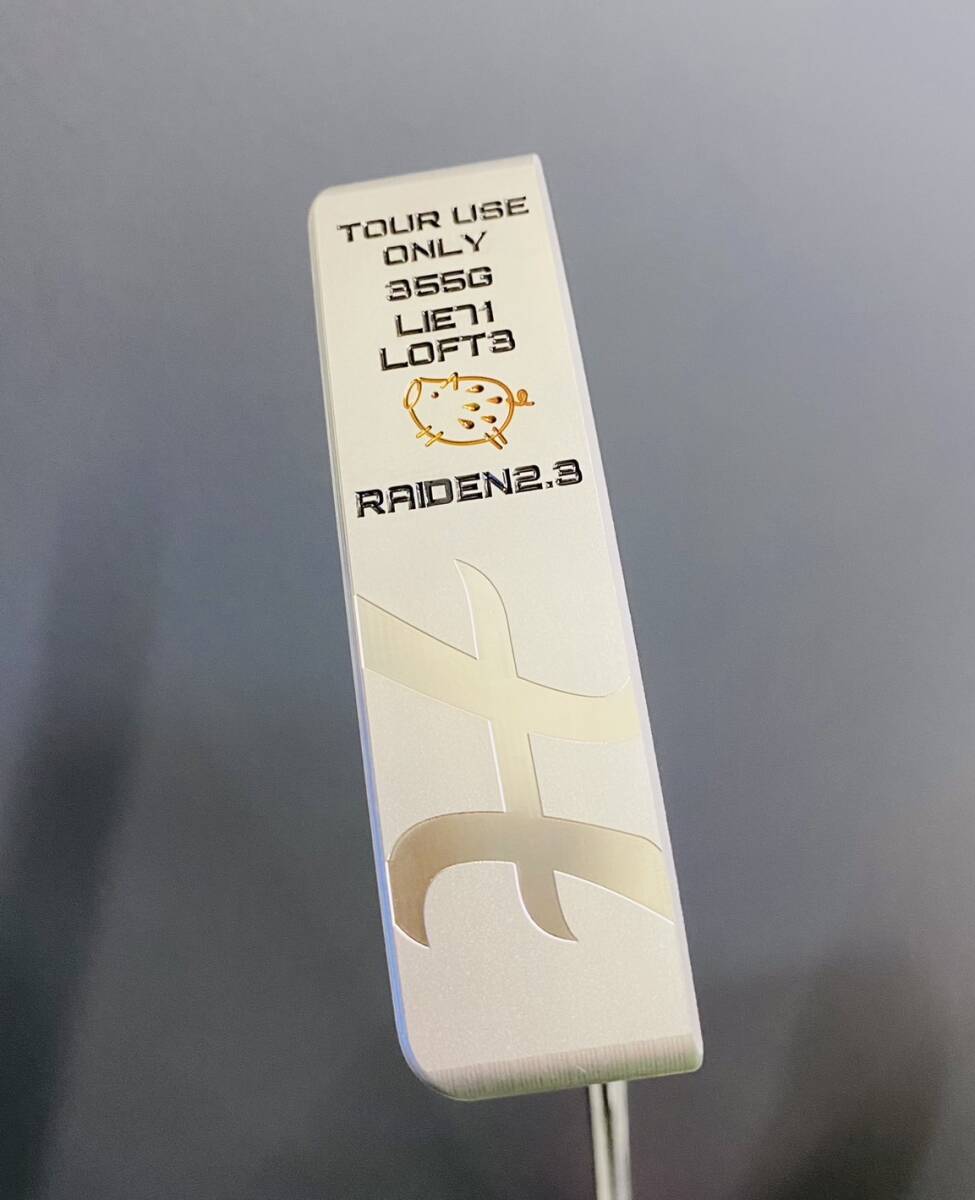 TOUR USE
ONLY
355G
LIE71
LOFT3
RAIDEN2.3